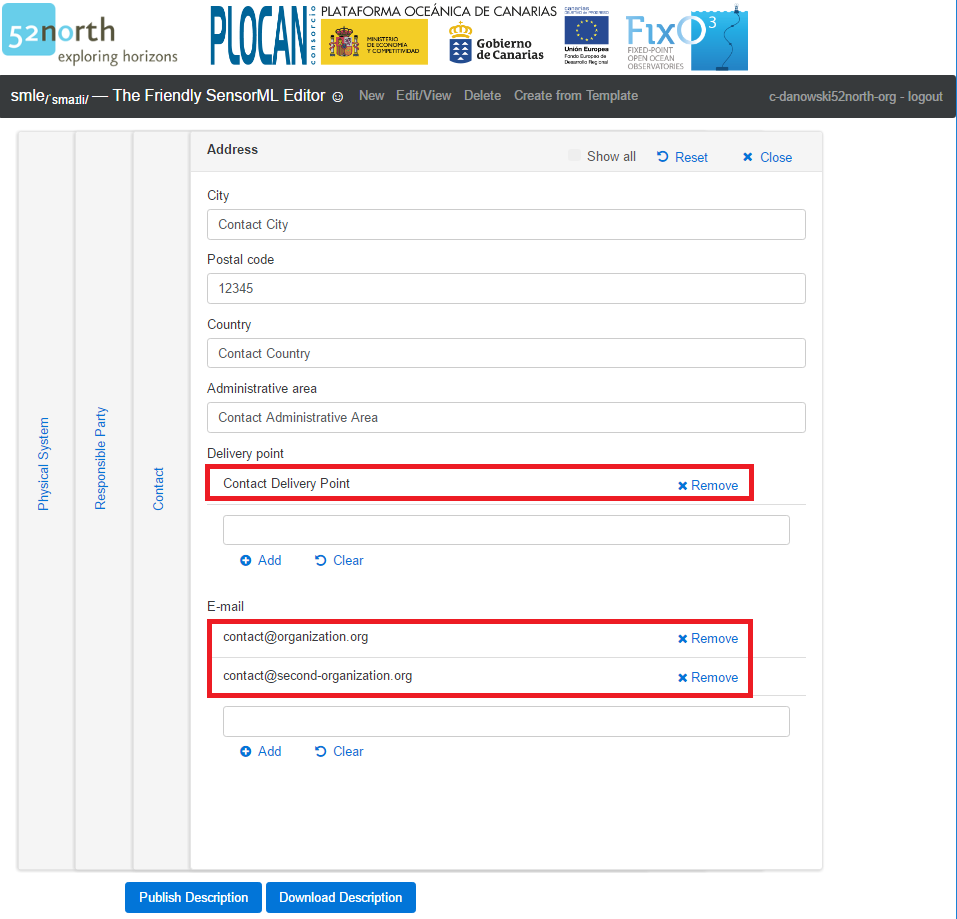 52north
exploring horizons
PLOCAN
consorcio
PLATAFORMA OCEÁNICA DE CANARIAS
MINISTERIO
DE ECONOMÍA
Y COMPETITIVIDAD
Gobierno
de Canarias
canarias
Unión Europea
Fondo Europeo de
Desarrollo Regional
FixO3
FIXED-POINT
OPEN OCEAN
OBSERVATORIES
smle/ˈsmaɪli/ — The Friendly SensorML Editor ☺ New Edit/View Delete Create from Template c-danowski52north-org - logout
Physical System
Responsible Party
Contact
Address
Show all Reset Close
City
Contact City
Postal code
12345
Country
Contact Country
Administrative area
Contact Administrative Area
Delivery point
Contact Delivery Point Remove
Add Clear
E-mail
contact@organization.org Remove
contact@second-organization.org Remove
Add Clear
Publish Description Download Description